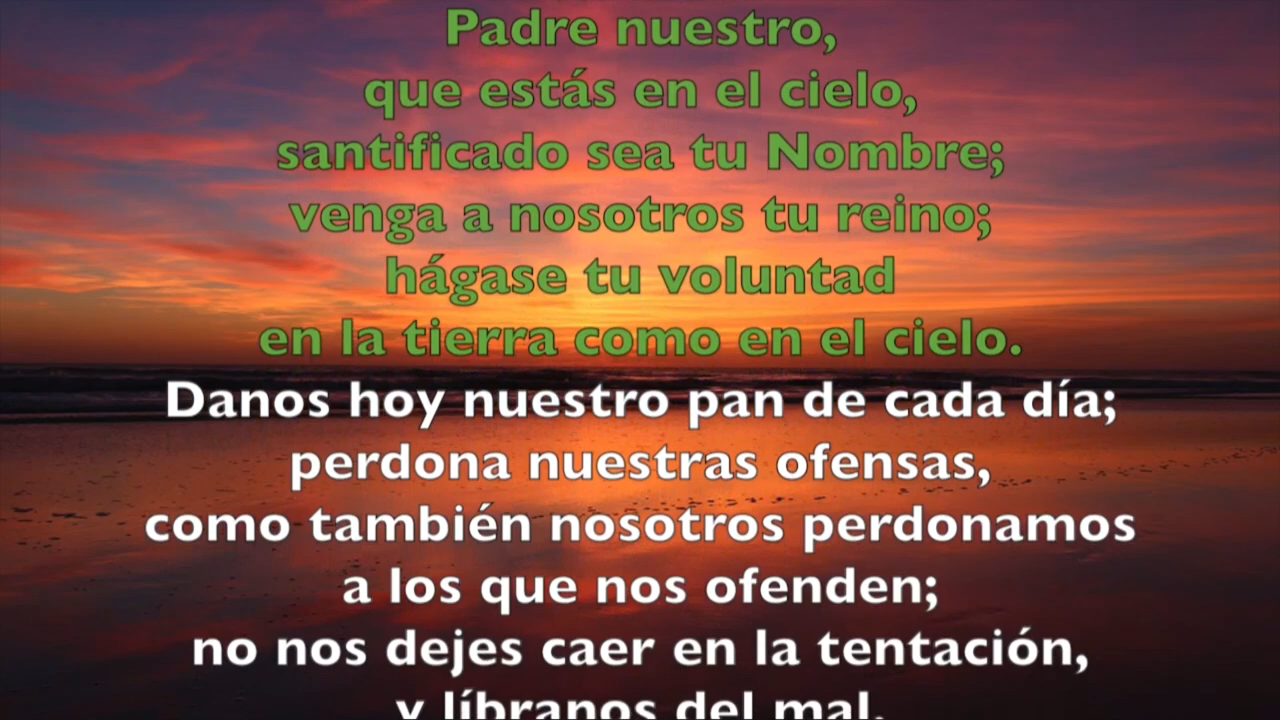 Padre nuestro,
que estás en el cielo,
santificado sea tu Nombre;
venga a nosotros tu reino;
hágase tu voluntad
en la tierra como en el cielo.
Danos hoy nuestro pan de cada día;
perdona nuestras ofensas,
como también nosotros perdonamos
a los que nos ofenden;
no nos dejes caer en la tentación,
y líbranos del mal.